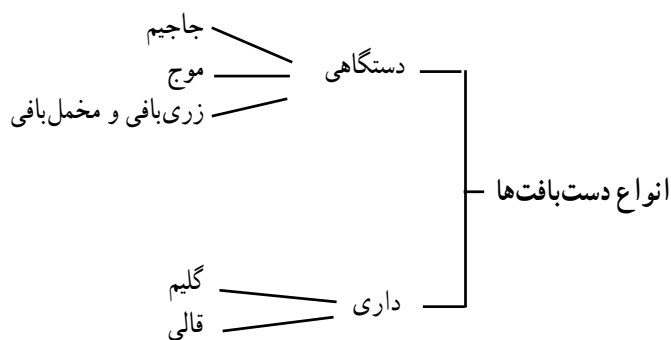 انواع دست‌بافت‌ها
دستگاهی
جاجیم
موج
زری‌بافی و مخمل‌بافی
داری
گلیم
قالی